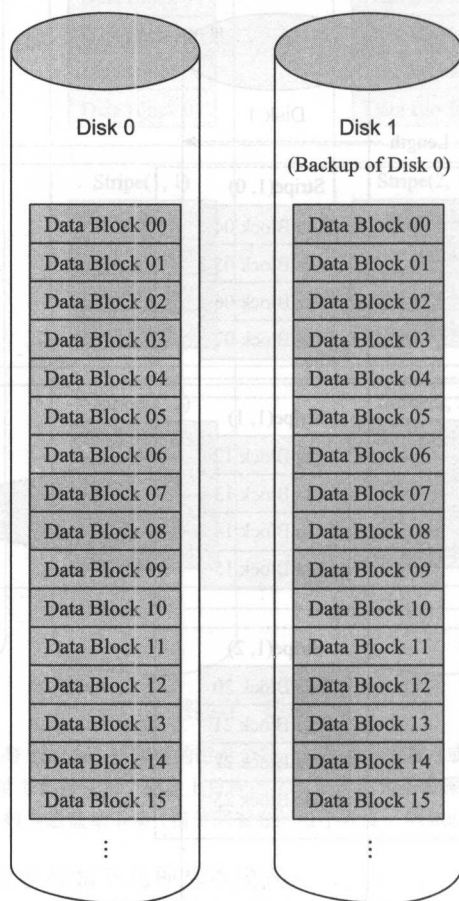 Disk 0
Data Block 00
Data Block 01
Data Block 02
Data Block 03
Data Block 04
Data Block 05
Data Block 06
Data Block 07
Data Block 08
Data Block 09
Data Block 10
Data Block 11
Data Block 12
Data Block 13
Data Block 14
Data Block 15
⋮
Disk 1
(Backup of Disk 0)
Data Block 00
Data Block 01
Data Block 02
Data Block 03
Data Block 04
Data Block 05
Data Block 06
Data Block 07
Data Block 08
Data Block 09
Data Block 10
Data Block 11
Data Block 12
Data Block 13
Data Block 14
Data Block 15
⋮